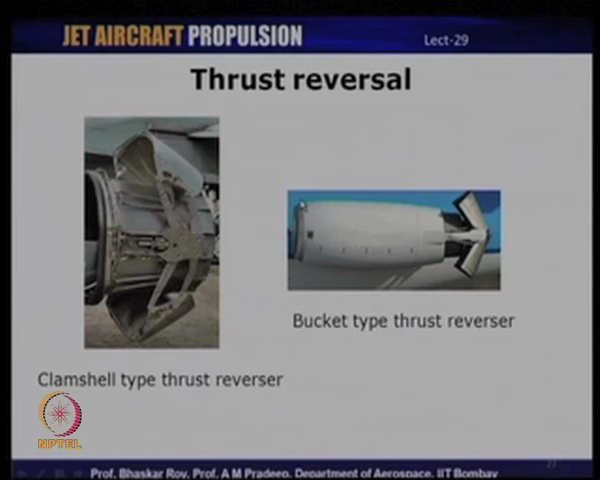 JET AIRCRAFT PROPULSION
Lect-29
Thrust reversal
Bucket type thrust reverser
Clamshell type thrust reverser
NPTEL
27
Prof. Bhaskar Roy, Prof. A M Pradeep, Department of Aerospace, IIT Bombay